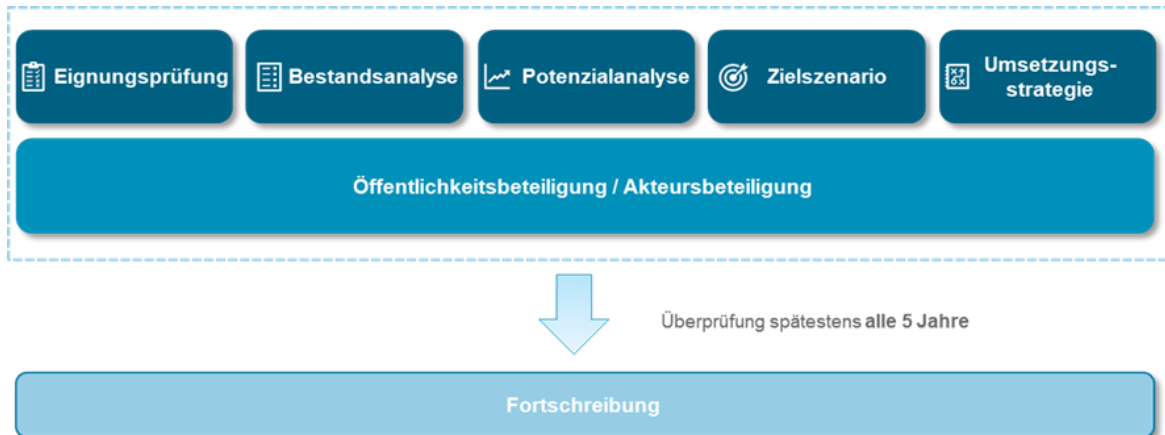 Eignungsprüfung
Bestandsanalyse
Potenzialanalyse
Zielszenario
Umsetzungs-
strategie
Öffentlichkeitsbeteiligung / Akteursbeteiligung
Überprüfung spätestens alle 5 Jahre
Fortschreibung